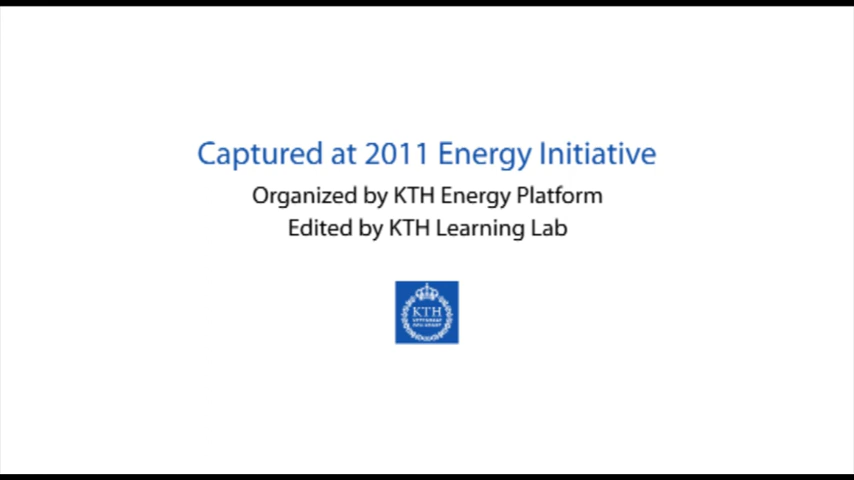 Captured at 2011 Energy Initiative
Organized by KTH Energy Platform
Edited by KTH Learning Lab
KTH